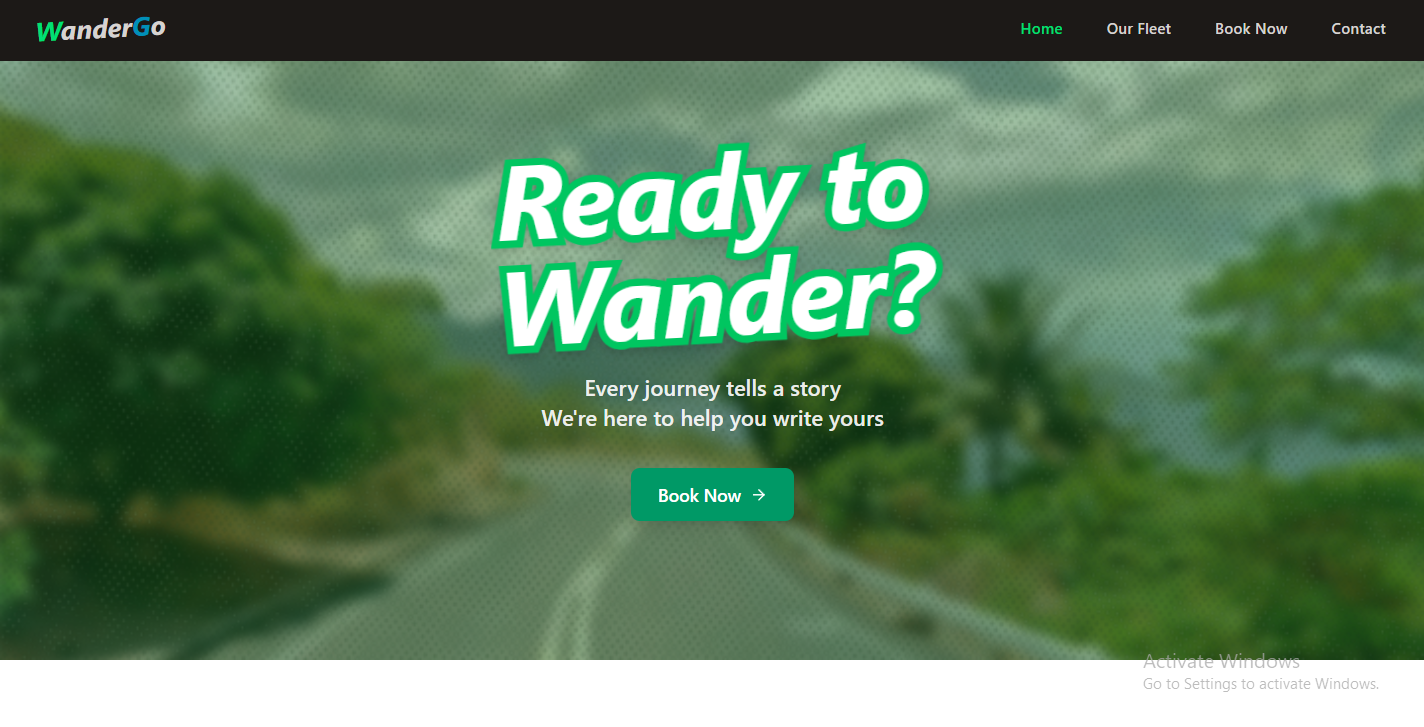 WanderGo
Home
Our Fleet
Book Now
Contact
Ready to
Wander?
Every journey tells a story
We're here to help you write yours
Book Now →
Activate Windows
Go to Settings to activate Windows.